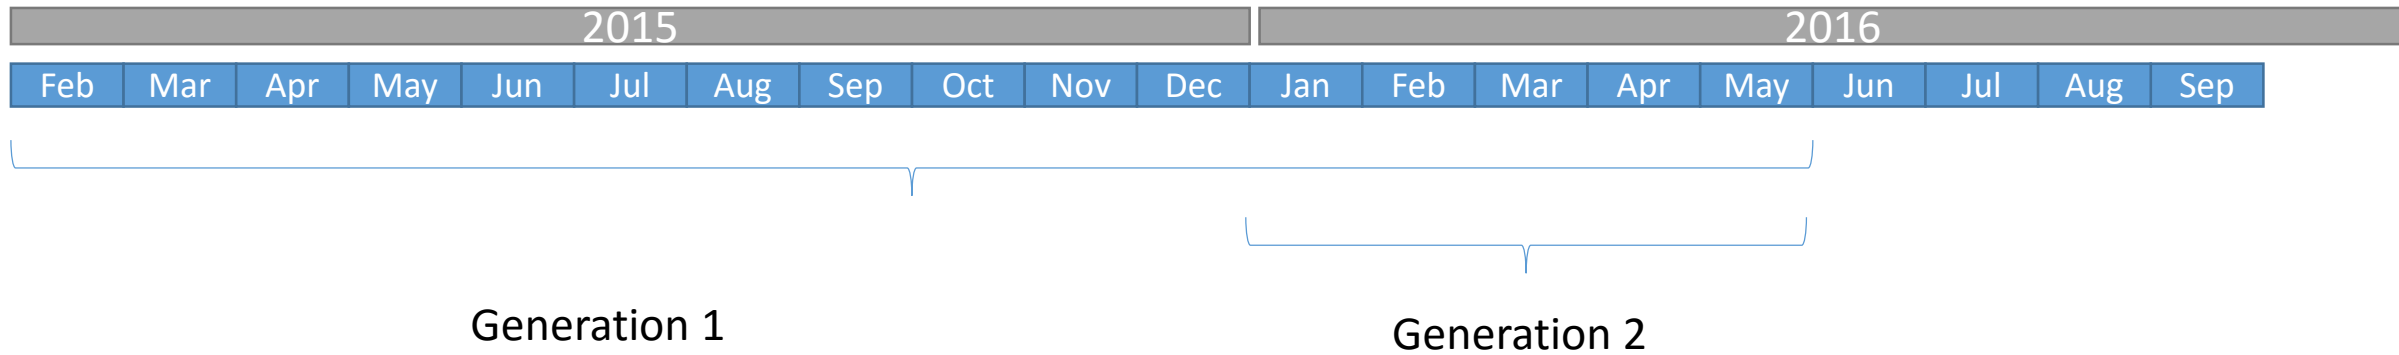 2015 2016
Feb Mar Apr May Jun Jul Aug Sep Oct Nov Dec Jan Feb Mar Apr May Jun Jul Aug Sep
Generation 1 Generation 2